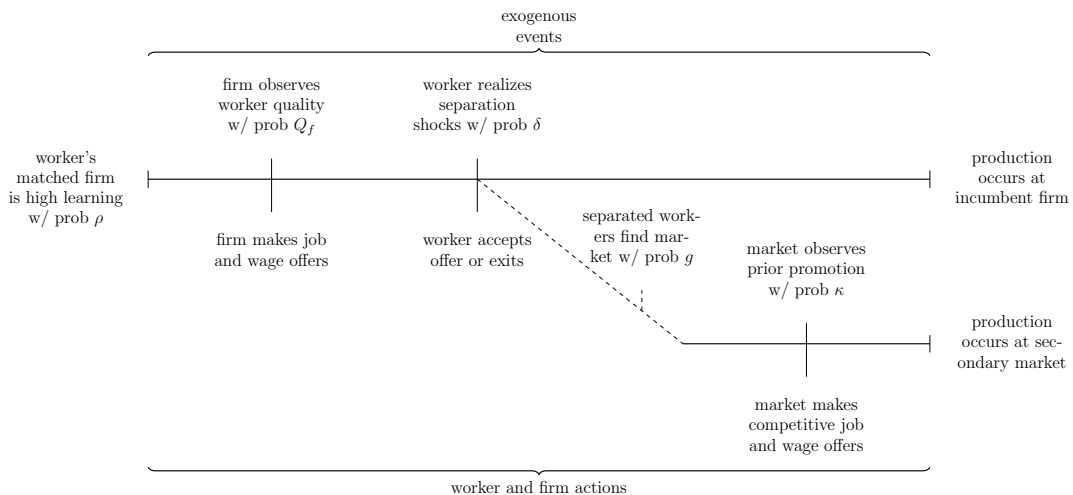 exogenous
events
firm observes
worker quality
w/ prob Q_f
worker realizes
separation
shocks w/ prob δ
worker's
matched firm
is high learning
w/ prob ρ
production
occurs at
incumbent firm
firm makes job
and wage offers
worker accepts
offer or exits
separated work-
ers find mar-
ket w/ prob g
market observes
prior promotion
w/ prob κ
production
occurs at sec-
ondary market
market makes
competitive job
and wage offers
worker and firm actions